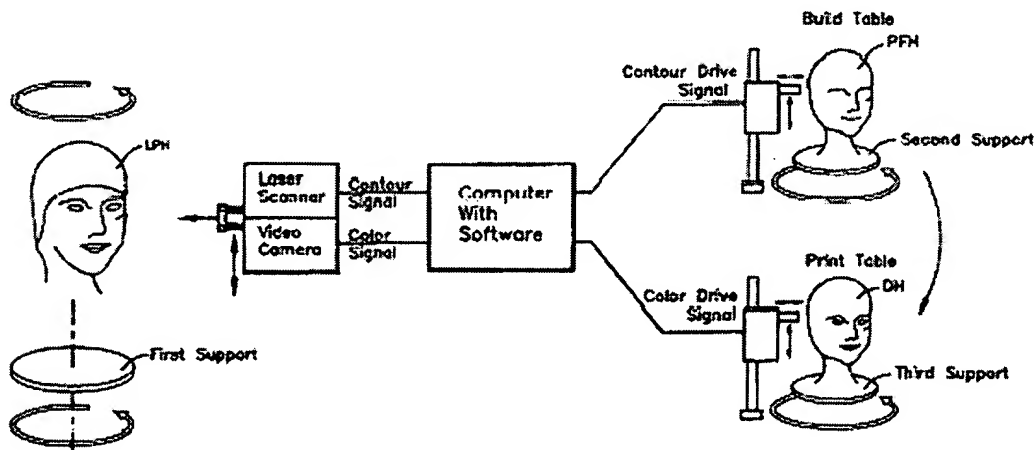 Build Table
PFH
Contour Drive
Signal
Second Support
LPH
Laser
Scanner
Contour
Signal
Video
Camera
Color
Signal
Computer
With
Software
Print Table
DH
Color Drive
Signal
First Support
Third Support